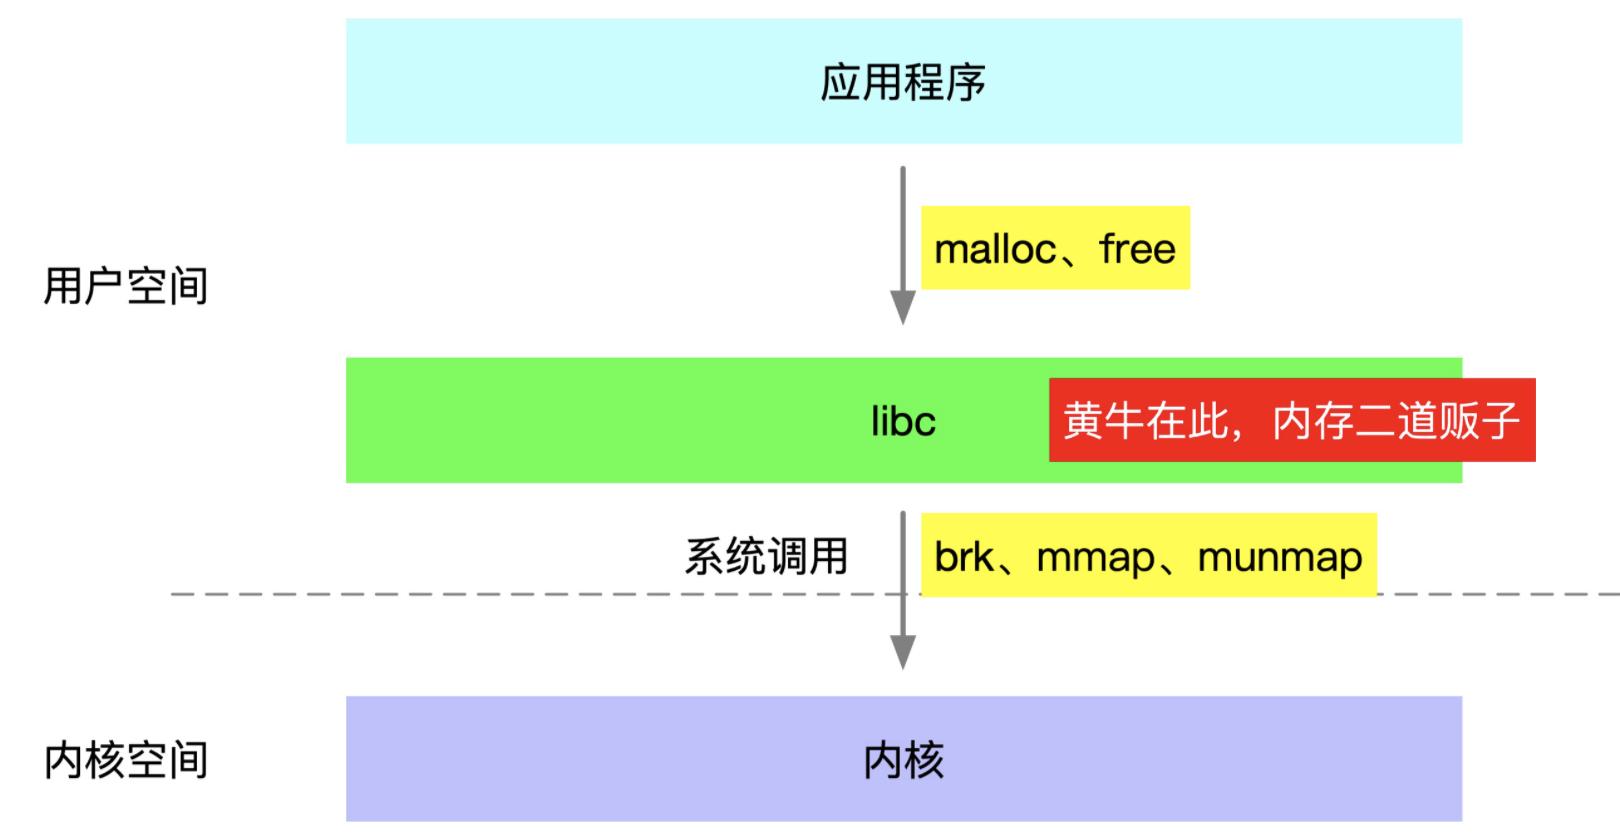 应用程序
malloc、free
用户空间
libc
黄牛在此，内存二道贩子
系统调用
brk、mmap、munmap
内核空间
内核